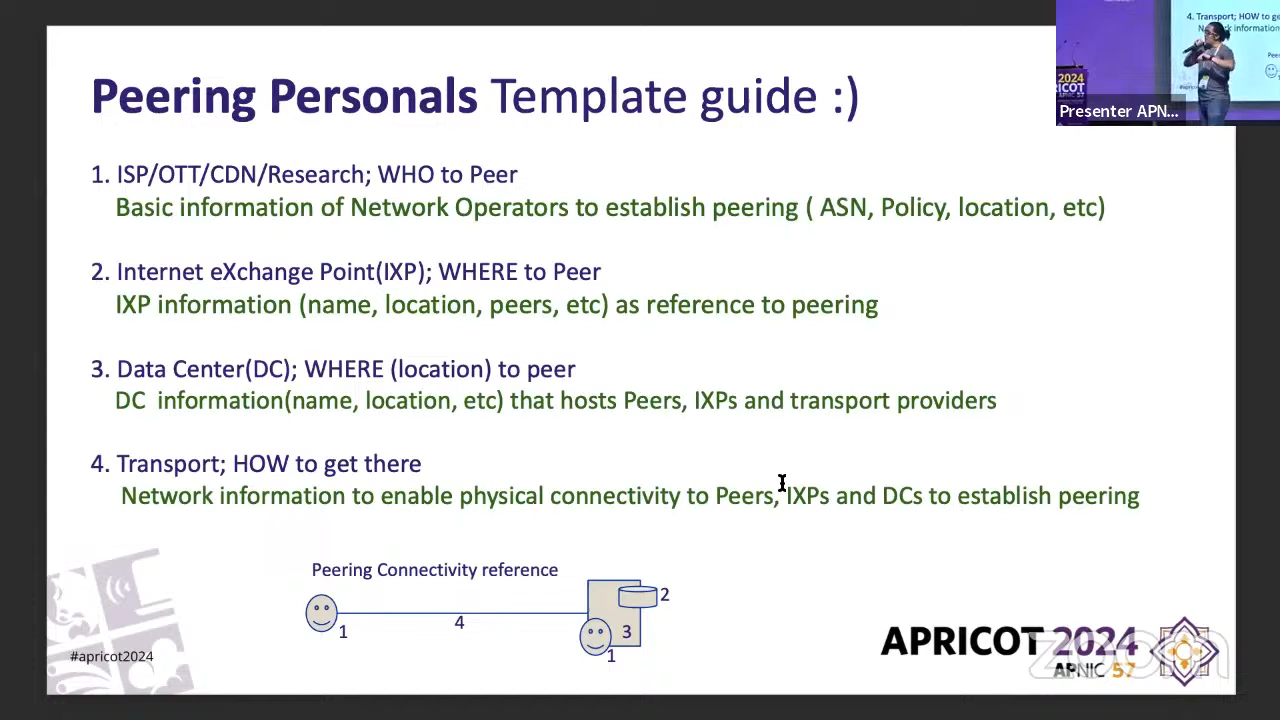 Peering Personals Template guide :)
1. ISP/OTT/CDN/Research; WHO to Peer
Basic information of Network Operators to establish peering ( ASN, Policy, location, etc)
2. Internet eXchange Point(IXP); WHERE to Peer
IXP information (name, location, peers, etc) as reference to peering
3. Data Center(DC); WHERE (location) to peer
DC information(name, location, etc) that hosts Peers, IXPs and transport providers
4. Transport; HOW to get there
Network information to enable physical connectivity to Peers, IXPs and DCs to establish peering
Peering Connectivity reference
1
4
2
3
1
#apricot2024
APRICOT 2024
APNIC 57
zoom
4. Transport; HOW to g
Presenter APN...
2024
RICOT
APNIC 57